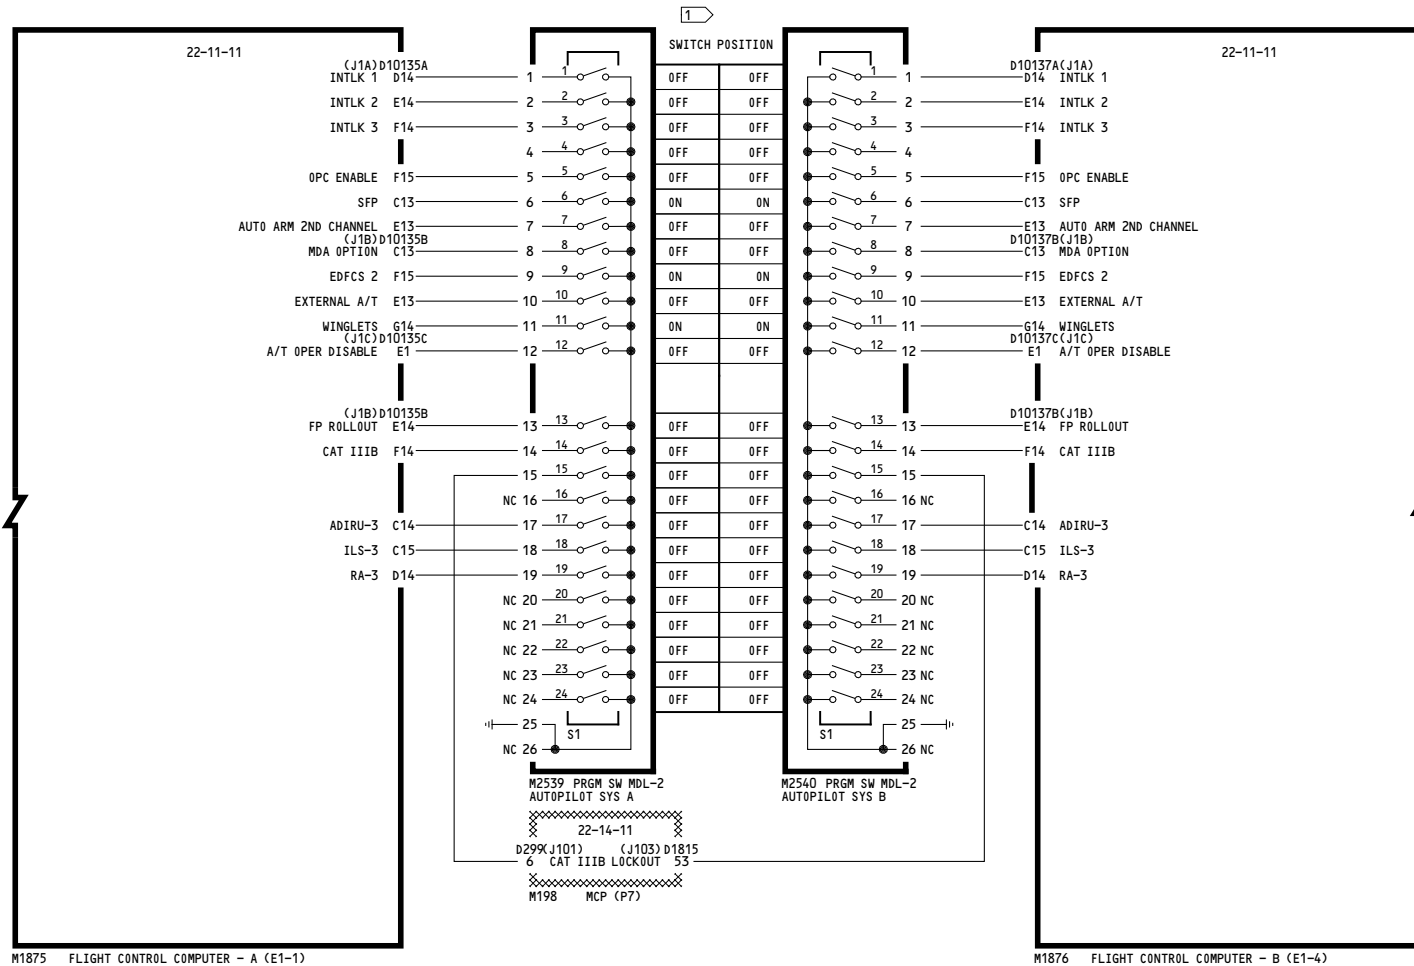 1
SWITCH POSITION
22-11-11 22-11-11
(J1A) D10135A D10137A(J1A)
INTLK 1 D14 1 1 OFF OFF 1 1 D14 INTLK 1
INTLK 2 E14 2 2 OFF OFF 2 2 E14 INTLK 2
INTLK 3 F14 3 3 OFF OFF 3 3 F14 INTLK 3
4 4 OFF OFF 4 4
OPC ENABLE F15 5 5 OFF OFF 5 5 F15 OPC ENABLE
SFP C13 6 6 ON ON 6 6 C13 SFP
AUTO ARM 2ND CHANNEL E13 7 7 OFF OFF 7 7 E13 AUTO ARM 2ND CHANNEL
(J1B) D10135B D10137B(J1B)
MDA OPTION C13 8 8 OFF OFF 8 8 C13 MDA OPTION
EDFCS 2 F15 9 9 ON ON 9 9 F15 EDFCS 2
EXTERNAL A/T E13 10 10 OFF OFF 10 10 E13 EXTERNAL A/T
WINGLETS G14 11 11 ON ON 11 11 G14 WINGLETS
(J1C) D10135C D10137C(J1C)
A/T OPER DISABLE E1 12 12 OFF OFF 12 12 E1 A/T OPER DISABLE
(J1B) D10135B D10137B(J1B)
FP ROLLOUT E14 13 13 OFF OFF 13 13 E14 FP ROLLOUT
CAT IIIB F14 14 14 OFF OFF 14 14 F14 CAT IIIB
15 15 OFF OFF 15 15
NC 16 16 OFF OFF 16 16 NC
ADIRU-3 C14 17 17 OFF OFF 17 17 C14 ADIRU-3
ILS-3 C15 18 18 OFF OFF 18 18 C15 ILS-3
RA-3 D14 19 19 OFF OFF 19 19 D14 RA-3
NC 20 20 OFF OFF 20 20 NC
NC 21 21 OFF OFF 21 21 NC
NC 22 22 OFF OFF 22 22 NC
NC 23 23 OFF OFF 23 23 NC
NC 24 24 OFF OFF 24 24 NC
25 S1 S1 25
NC 26 26 NC
M2539 PRGM SW MDL-2 M2540 PRGM SW MDL-2
AUTOPILOT SYS A AUTOPILOT SYS B
22-14-11
D299(J101) (J103) D1815
6 CAT IIIB LOCKOUT 53
M198 MCP (P7)
M1875 FLIGHT CONTROL COMPUTER - A (E1-1) M1876 FLIGHT CONTROL COMPUTER - B (E1-4)